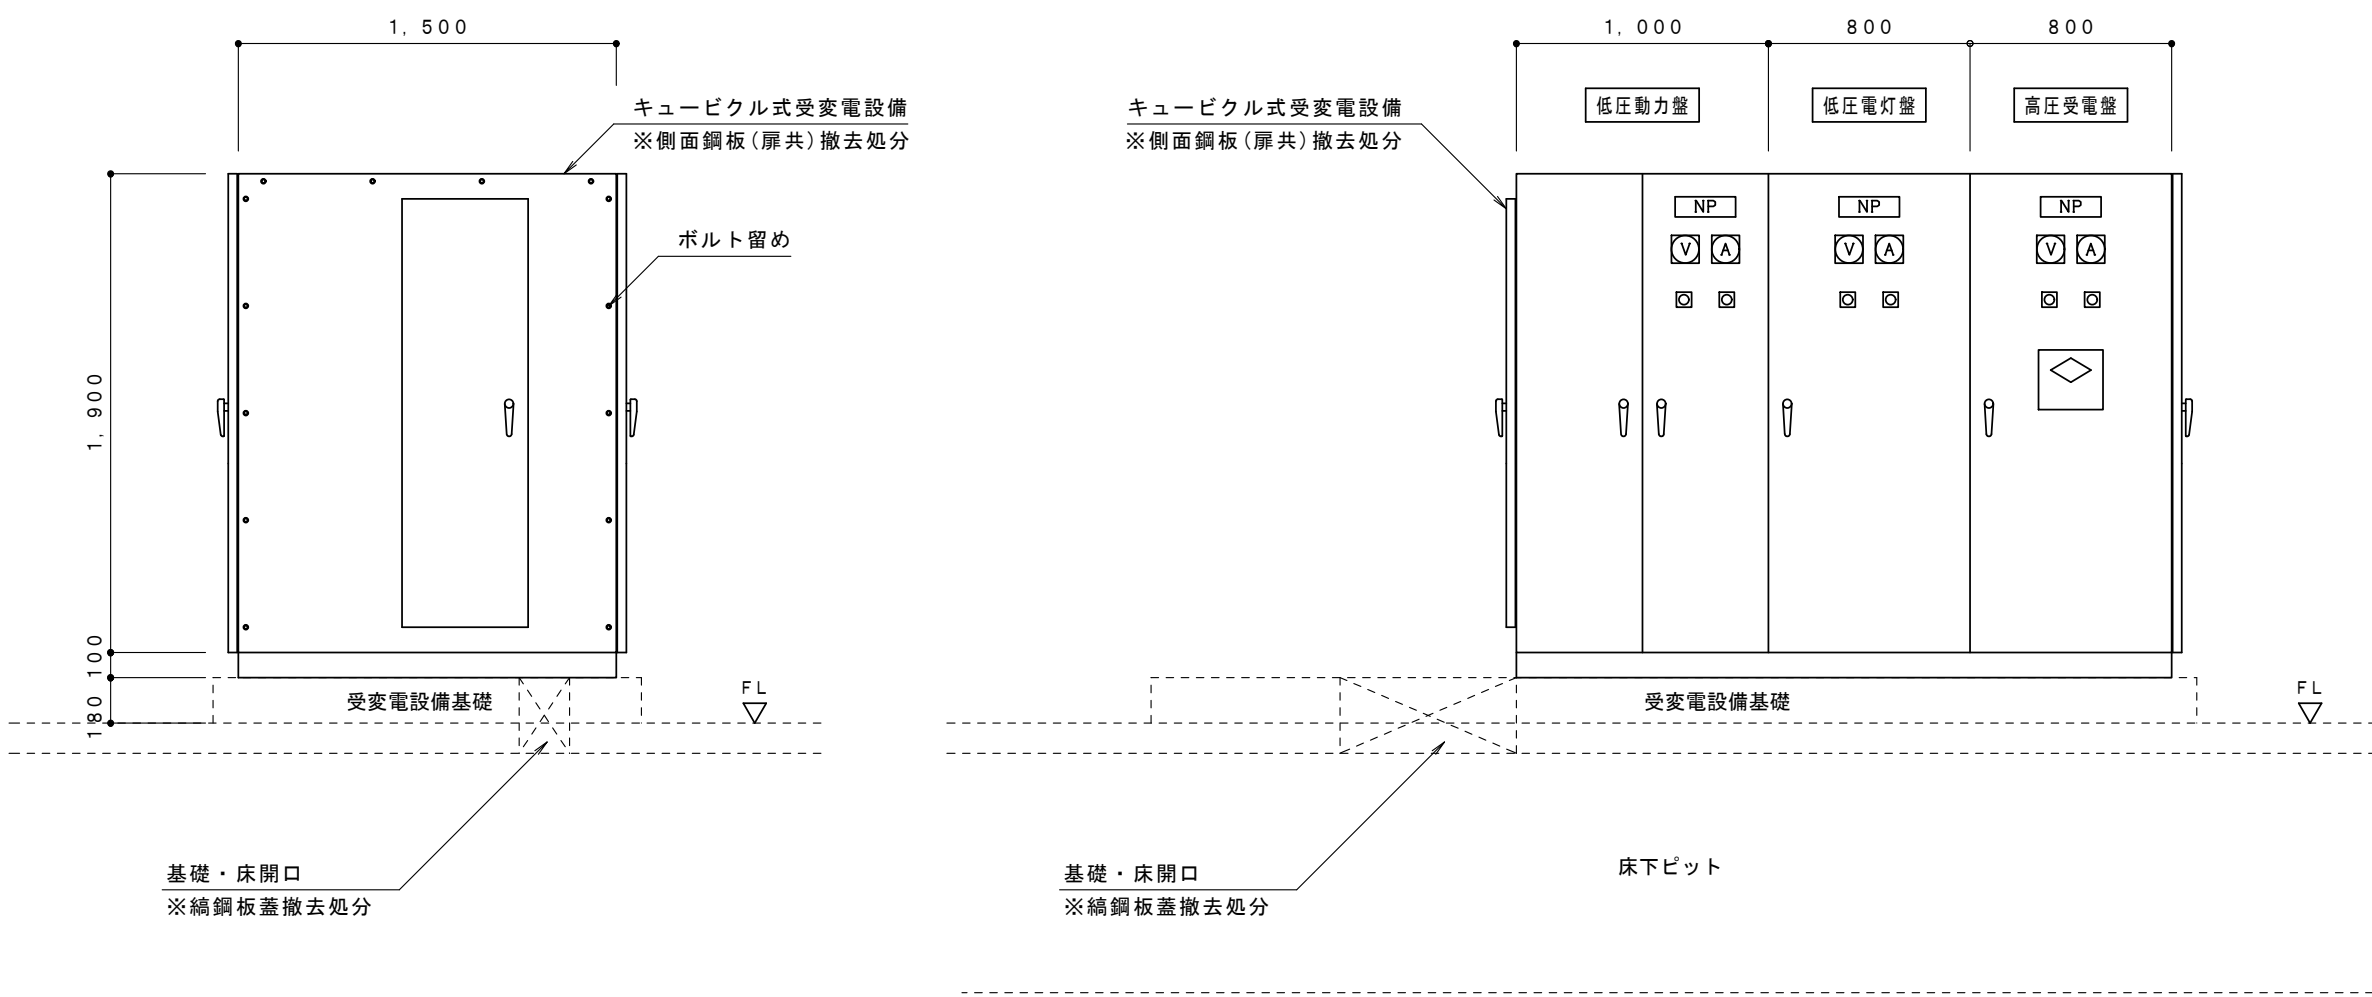 1,500
キュービクル式受変電設備
※側面鋼板(扉共)撤去処分
ボルト留め
1,900
100
180
受変電設備基礎
FL
基礎・床開口
※縞鋼板蓋撤去処分
1,000
800
800
低圧動力盤
低圧電灯盤
高圧受電盤
キュービクル式受変電設備
※側面鋼板(扉共)撤去処分
NP
NP
NP
V A
V A
V A
受変電設備基礎
FL
基礎・床開口
※縞鋼板蓋撤去処分
床下ピット